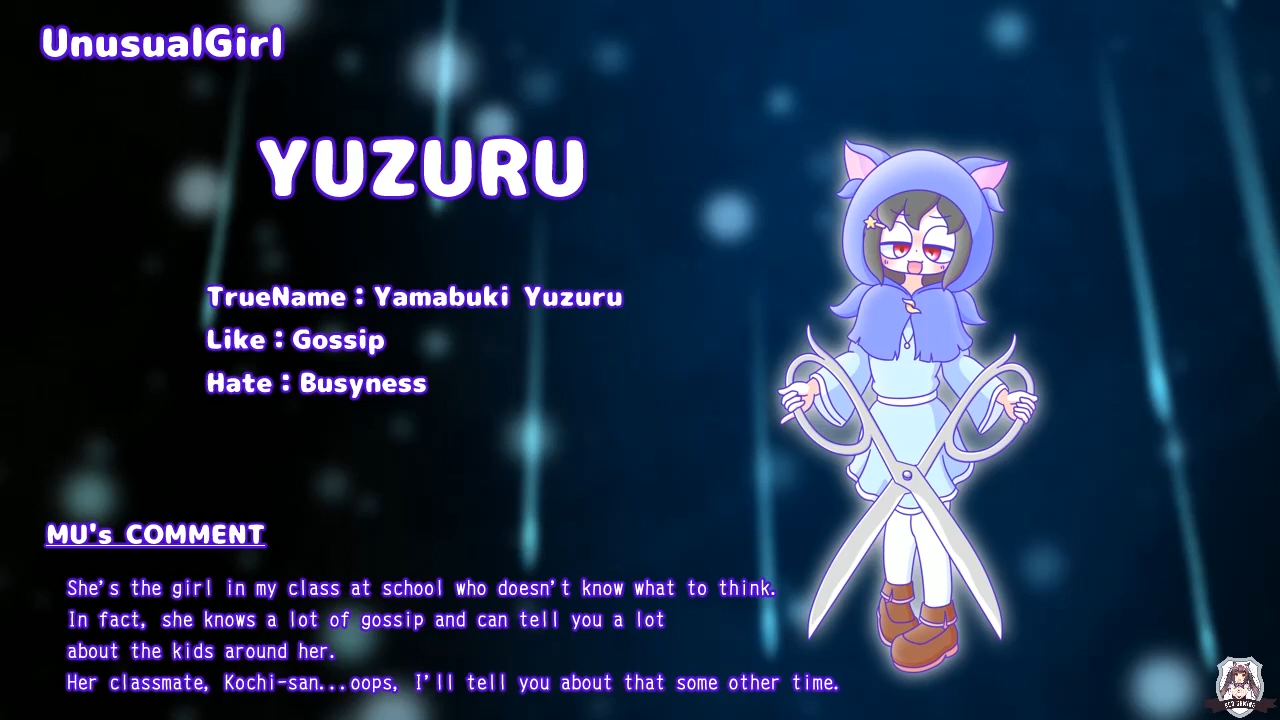 UnusualGirl
YUZURU
TrueName：Yamabuki Yuzuru
Like：Gossip
Hate：Busyness
MU's COMMENT
She's the girl in my class at school who doesn't know what to think.
In fact, she knows a lot of gossip and can tell you a lot
about the kids around her.
Her classmate, Kochi-san...oops, I'll tell you about that some other time.